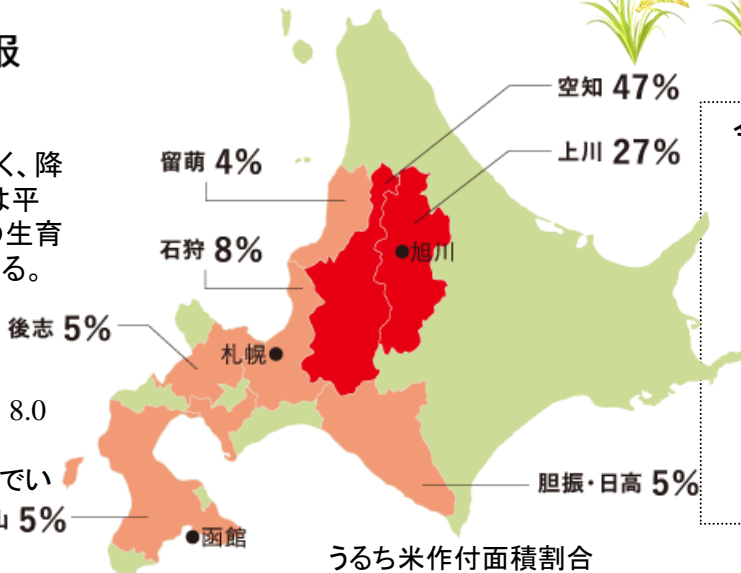 報
く、降
は平
の生育
る。
8.0
でい
空知 47%
上川 27%
留萌 4%
石狩 8%
●旭川
後志 5%
札幌●
胆振・日高 5%
山 5%
●函館
うるち米作付面積割合